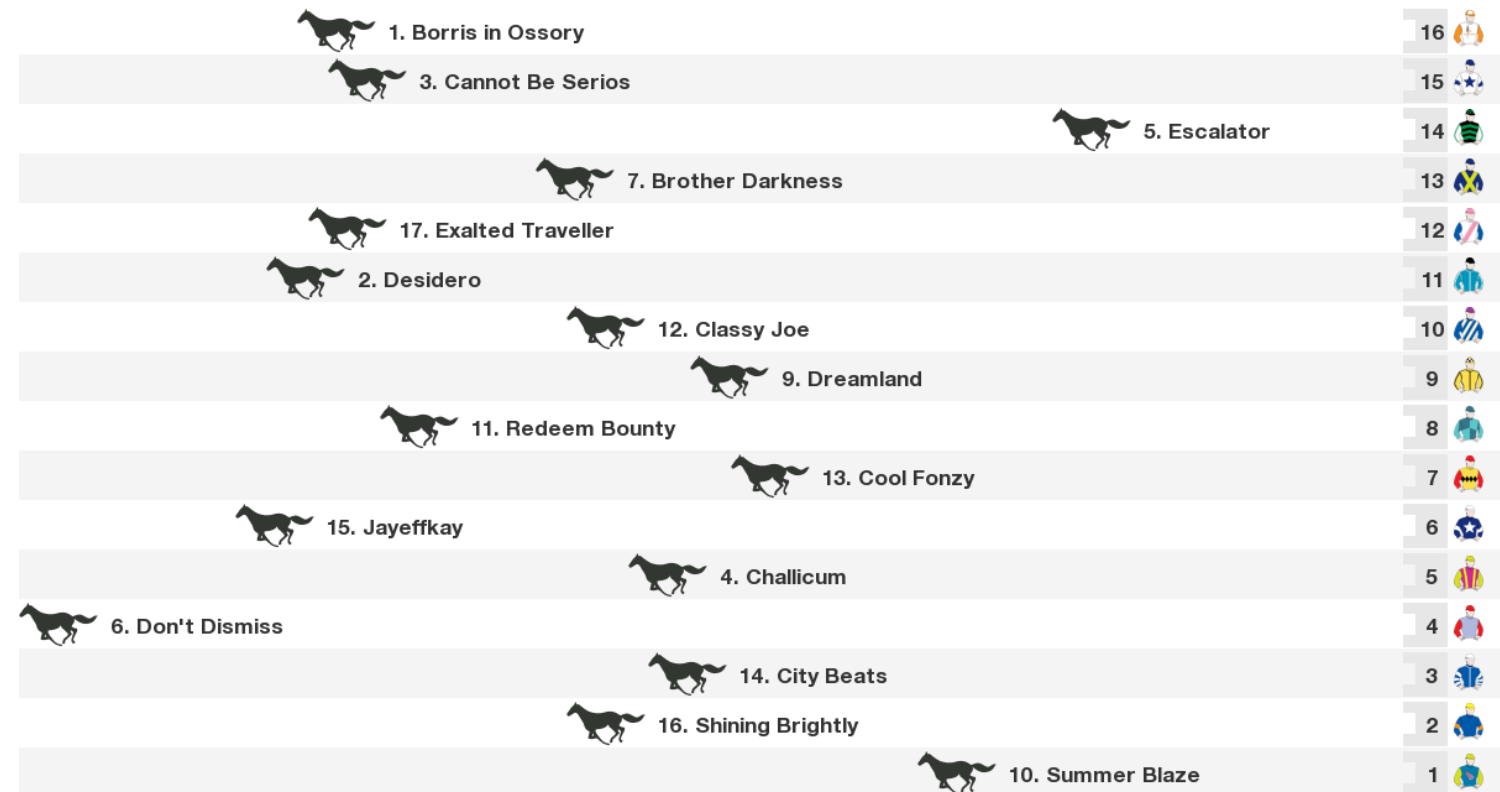 1. Borris in Ossory 16
3. Cannot Be Serios 15
5. Escalator 14
7. Brother Darkness 13
17. Exalted Traveller 12
2. Desidero 11
12. Classy Joe 10
9. Dreamland 9
11. Redeem Bounty 8
13. Cool Fonzy 7
15. Jayeffkay 6
4. Challicum 5
6. Don't Dismiss 4
14. City Beats 3
16. Shining Brightly 2
10. Summer Blaze 1